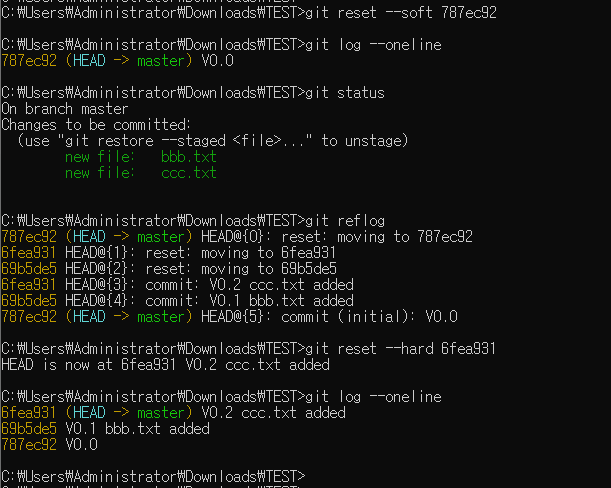 C:₩Users₩Administrator₩Downloads₩TEST>git reset --soft 787ec92
C:₩Users₩Administrator₩Downloads₩TEST>git log --oneline
787ec92 (HEAD -> master) V0.0
C:₩Users₩Administrator₩Downloads₩TEST>git status
On branch master
Changes to be committed:
  (use "git restore --staged <file>..." to unstage)
        new file:   bbb.txt
        new file:   ccc.txt
C:₩Users₩Administrator₩Downloads₩TEST>git reflog
787ec92 (HEAD -> master) HEAD@{0}: reset: moving to 787ec92
6fea931 HEAD@{1}: reset: moving to 6fea931
69b5de5 HEAD@{2}: reset: moving to 69b5de5
6fea931 HEAD@{3}: commit: V0.2 ccc.txt added
69b5de5 HEAD@{4}: commit: V0.1 bbb.txt added
787ec92 (HEAD -> master) HEAD@{5}: commit (initial): V0.0
C:₩Users₩Administrator₩Downloads₩TEST>git reset --hard 6fea931
HEAD is now at 6fea931 V0.2 ccc.txt added
C:₩Users₩Administrator₩Downloads₩TEST>git log --oneline
6fea931 (HEAD -> master) V0.2 ccc.txt added
69b5de5 V0.1 bbb.txt added
787ec92 V0.0
C:₩Users₩Administrator₩Downloads₩TEST>